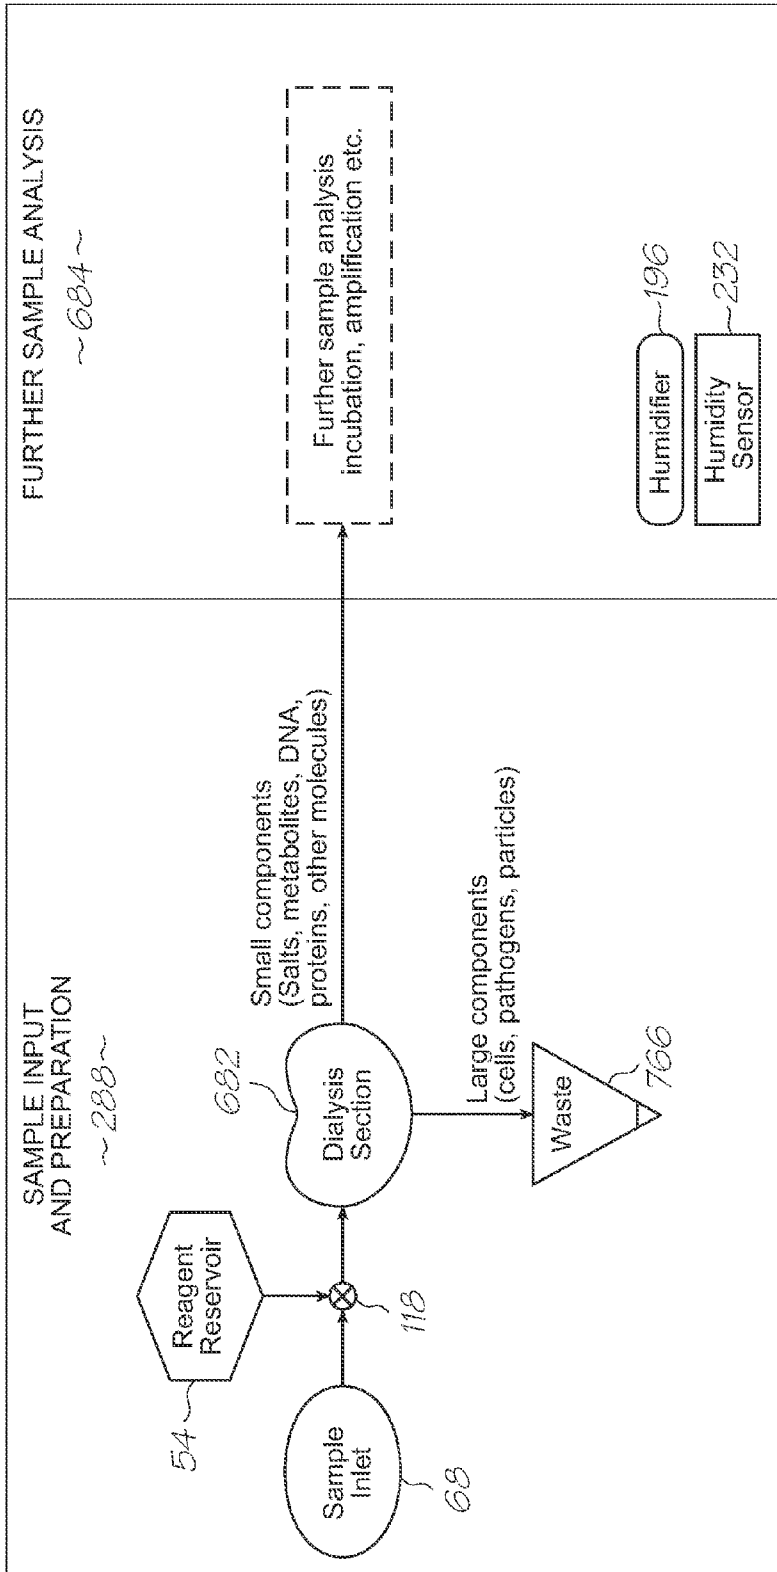 SAMPLE INPUT
AND PREPARATION
~288~
FURTHER SAMPLE ANALYSIS
~684~
54
Reagent
Reservoir
Sample
Inlet
68
118
682
Dialysis
Section
Small components
(Salts, metabolites, DNA,
proteins, other molecules)
Large components
(cells, pathogens, particles)
Waste
766
Further sample analysis
incubation, amplification etc.
Humidifier
196
Humidity
Sensor
232